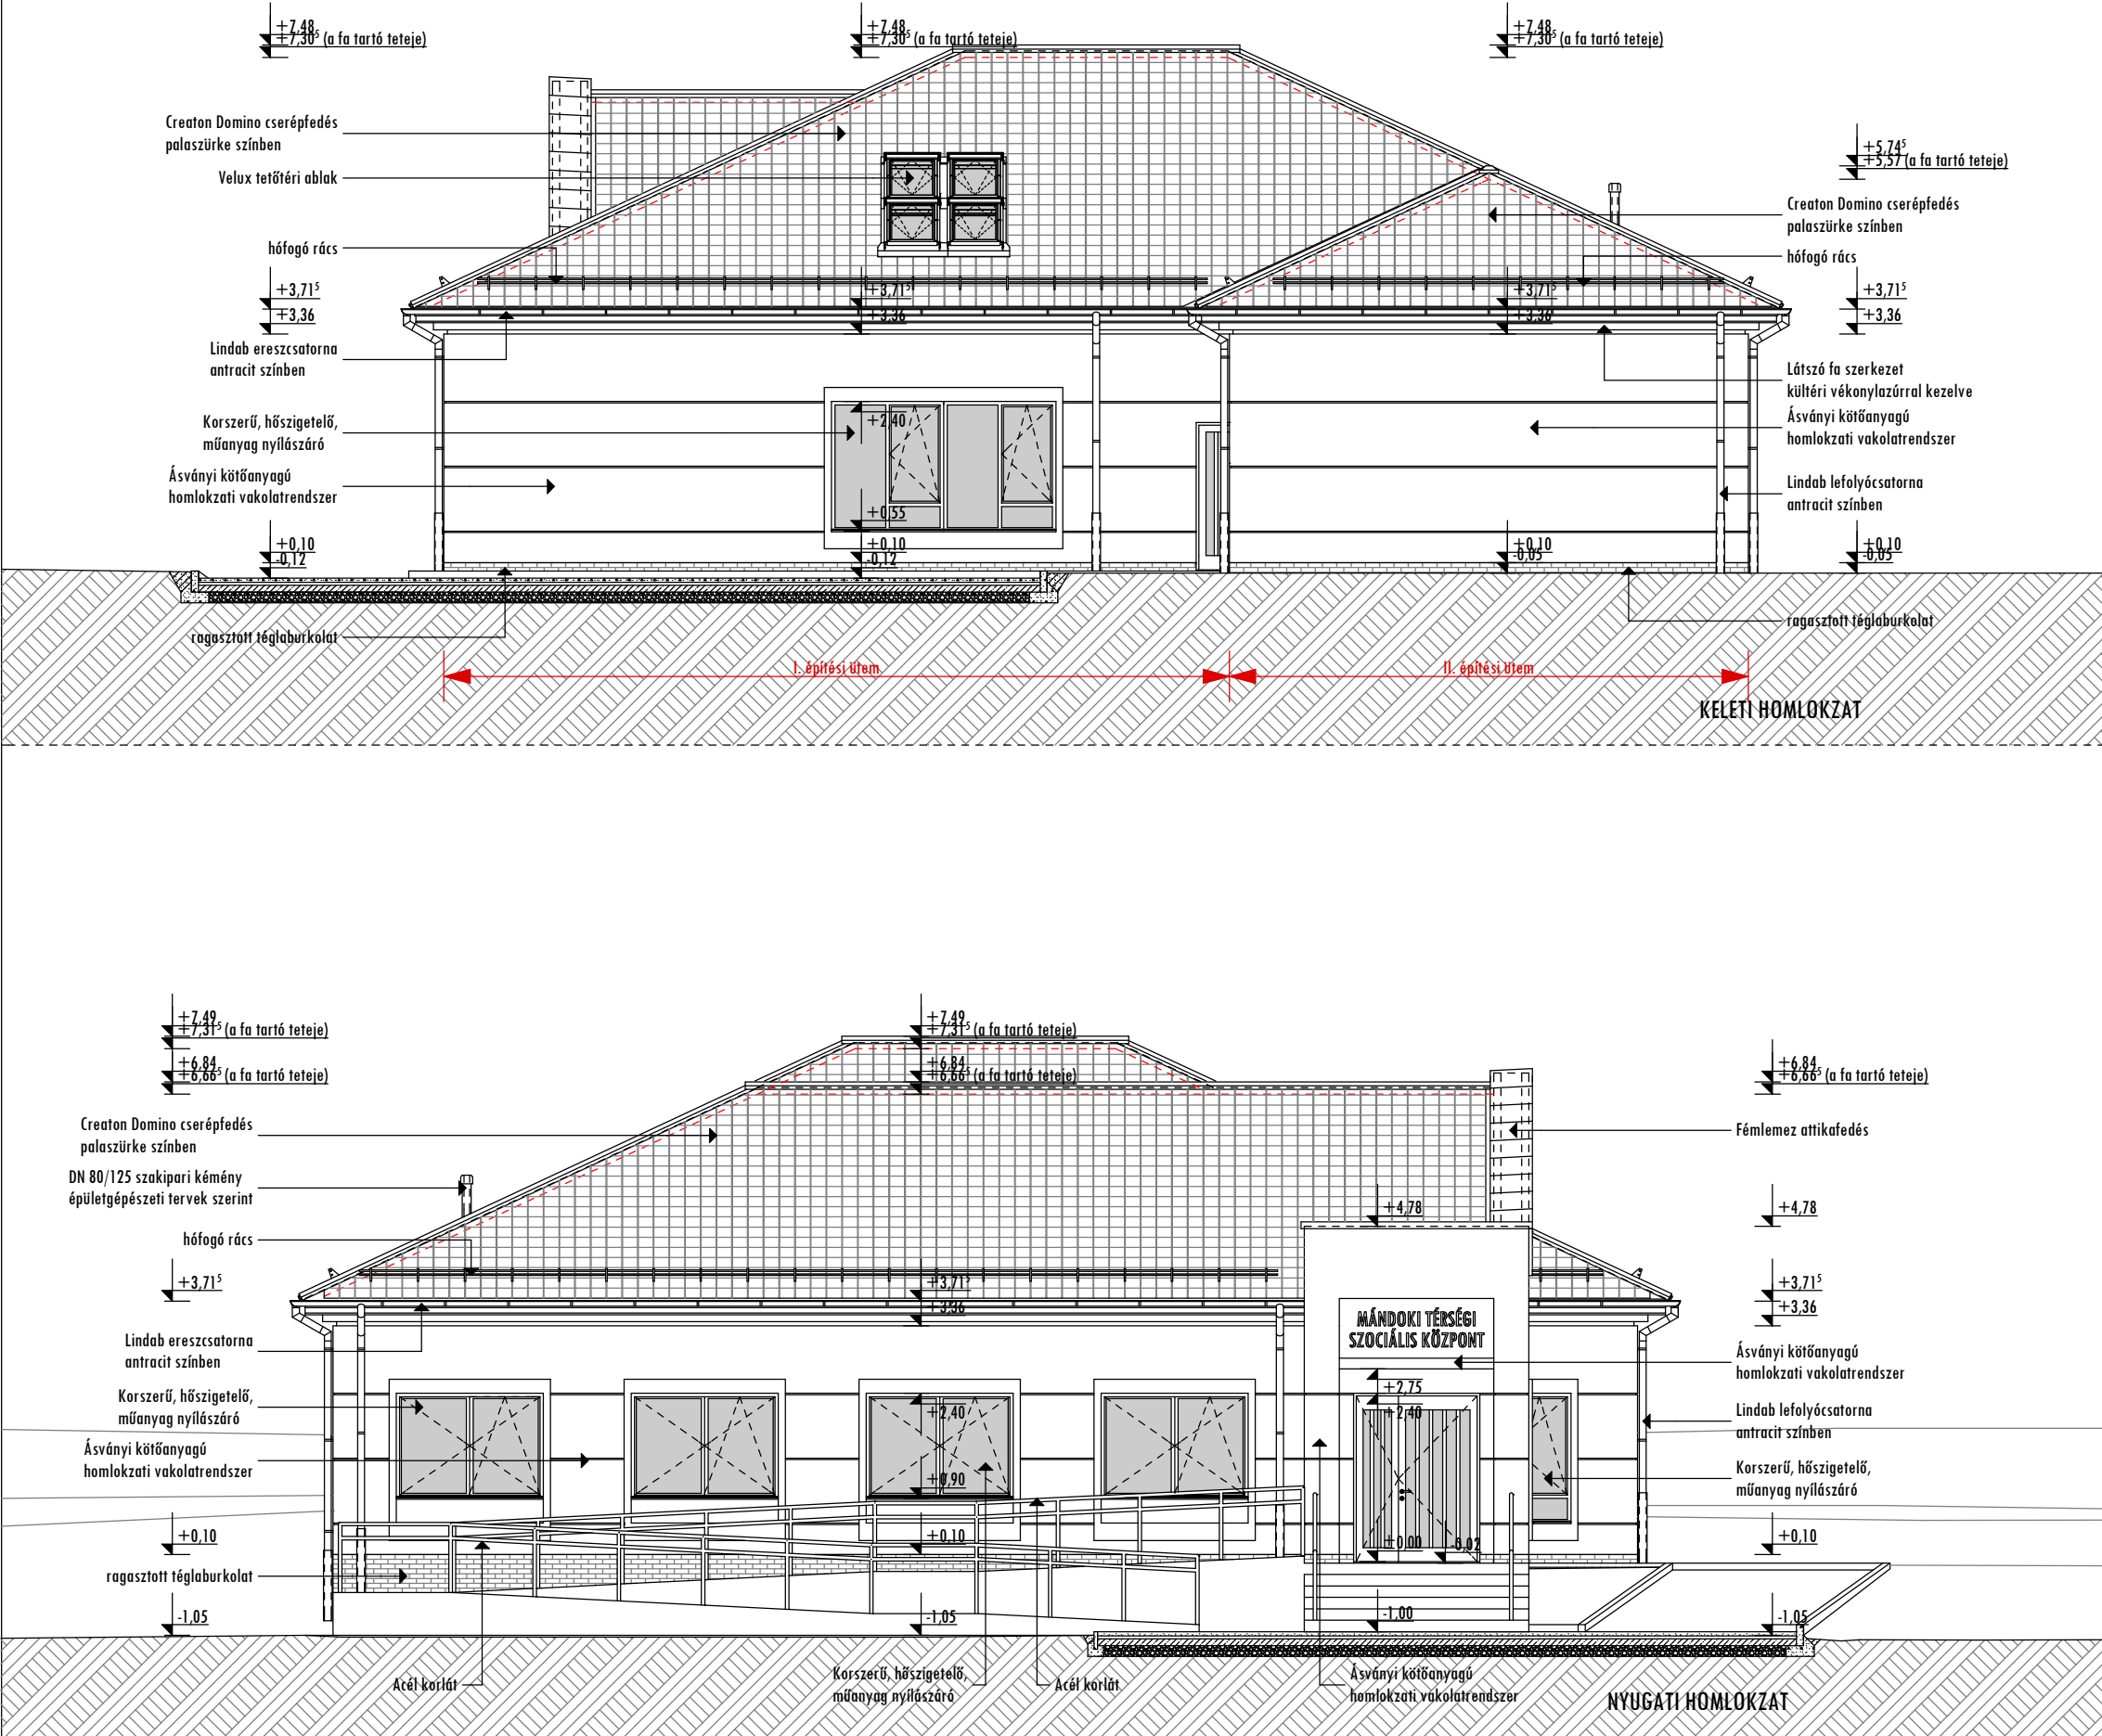 +7,48
+7,30⁵ (a fa tartó teteje)
+7,48
+7,30⁵ (a fa tartó teteje)
+7,48
+7,30⁵ (a fa tartó teteje)
Creaton Domino cserépfedés
palaszürke színben
Velux tetőtéri ablak
hófogó rács
+3,71⁵
+3,36
Lindab ereszcsatorna
antracit színben
Korszerű, hőszigetelő,
műanyag nyílászáró
Ásványi kötőanyagú
homlokzati vakolatrendszer
+0,10
-0,12
ragasztott téglaburkolat
+3,71⁵
+3,36
+2,40
+0,55
+0,10
-0,12
+3,71⁵
+3,36
+0,10
-0,05
+5,74⁵
+5,57 (a fa tartó teteje)
Creaton Domino cserépfedés
palaszürke színben
hófogó rács
+3,71⁵
+3,36
Látszó fa szerkezet
kültéri vékonylazúrral kezelve
Ásványi kötőanyagú
homlokzati vakolatrendszer
Lindab lefolyócsatorna
antracit színben
+0,10
-0,05
ragasztott téglaburkolat
I. építési ütem
II. építési ütem
KELETI HOMLOKZAT
+7,49
+7,31⁵ (a fa tartó teteje)
+6,84
+6,66⁵ (a fa tartó teteje)
+7,49
+7,31⁵ (a fa tartó teteje)
+6,84
+6,66⁵ (a fa tartó teteje)
+6,84
+6,66⁵ (a fa tartó teteje)
Creaton Domino cserépfedés
palaszürke színben
DN 80/125 szakipari kémény
épületgépészeti tervek szerint
hófogó rács
+3,71⁵
Lindab ereszcsatorna
antracit színben
Korszerű, hőszigetelő,
műanyag nyílászáró
Ásványi kötőanyagú
homlokzati vakolatrendszer
+0,10
ragasztott téglaburkolat
-1,05
+3,71⁵
+3,36
+2,40
+0,90
+0,10
-1,05
+4,78
MÁNDOKI TÉRSÉGI
SZOCIÁLIS KÖZPONT
+2,75
+2,40
+0,00
-0,02
-1,00
Fémlemez attikafedés
+4,78
+3,71⁵
+3,36
Ásványi kötőanyagú
homlokzati vakolatrendszer
Lindab lefolyócsatorna
antracit színben
Korszerű, hőszigetelő,
műanyag nyílászáró
+0,10
-1,05
Acél korlát
Korszerű, hőszigetelő,
műanyag nyílászáró
Acél korlát
Ásványi kötőanyagú
homlokzati vakolatrendszer
NYUGATI HOMLOKZAT